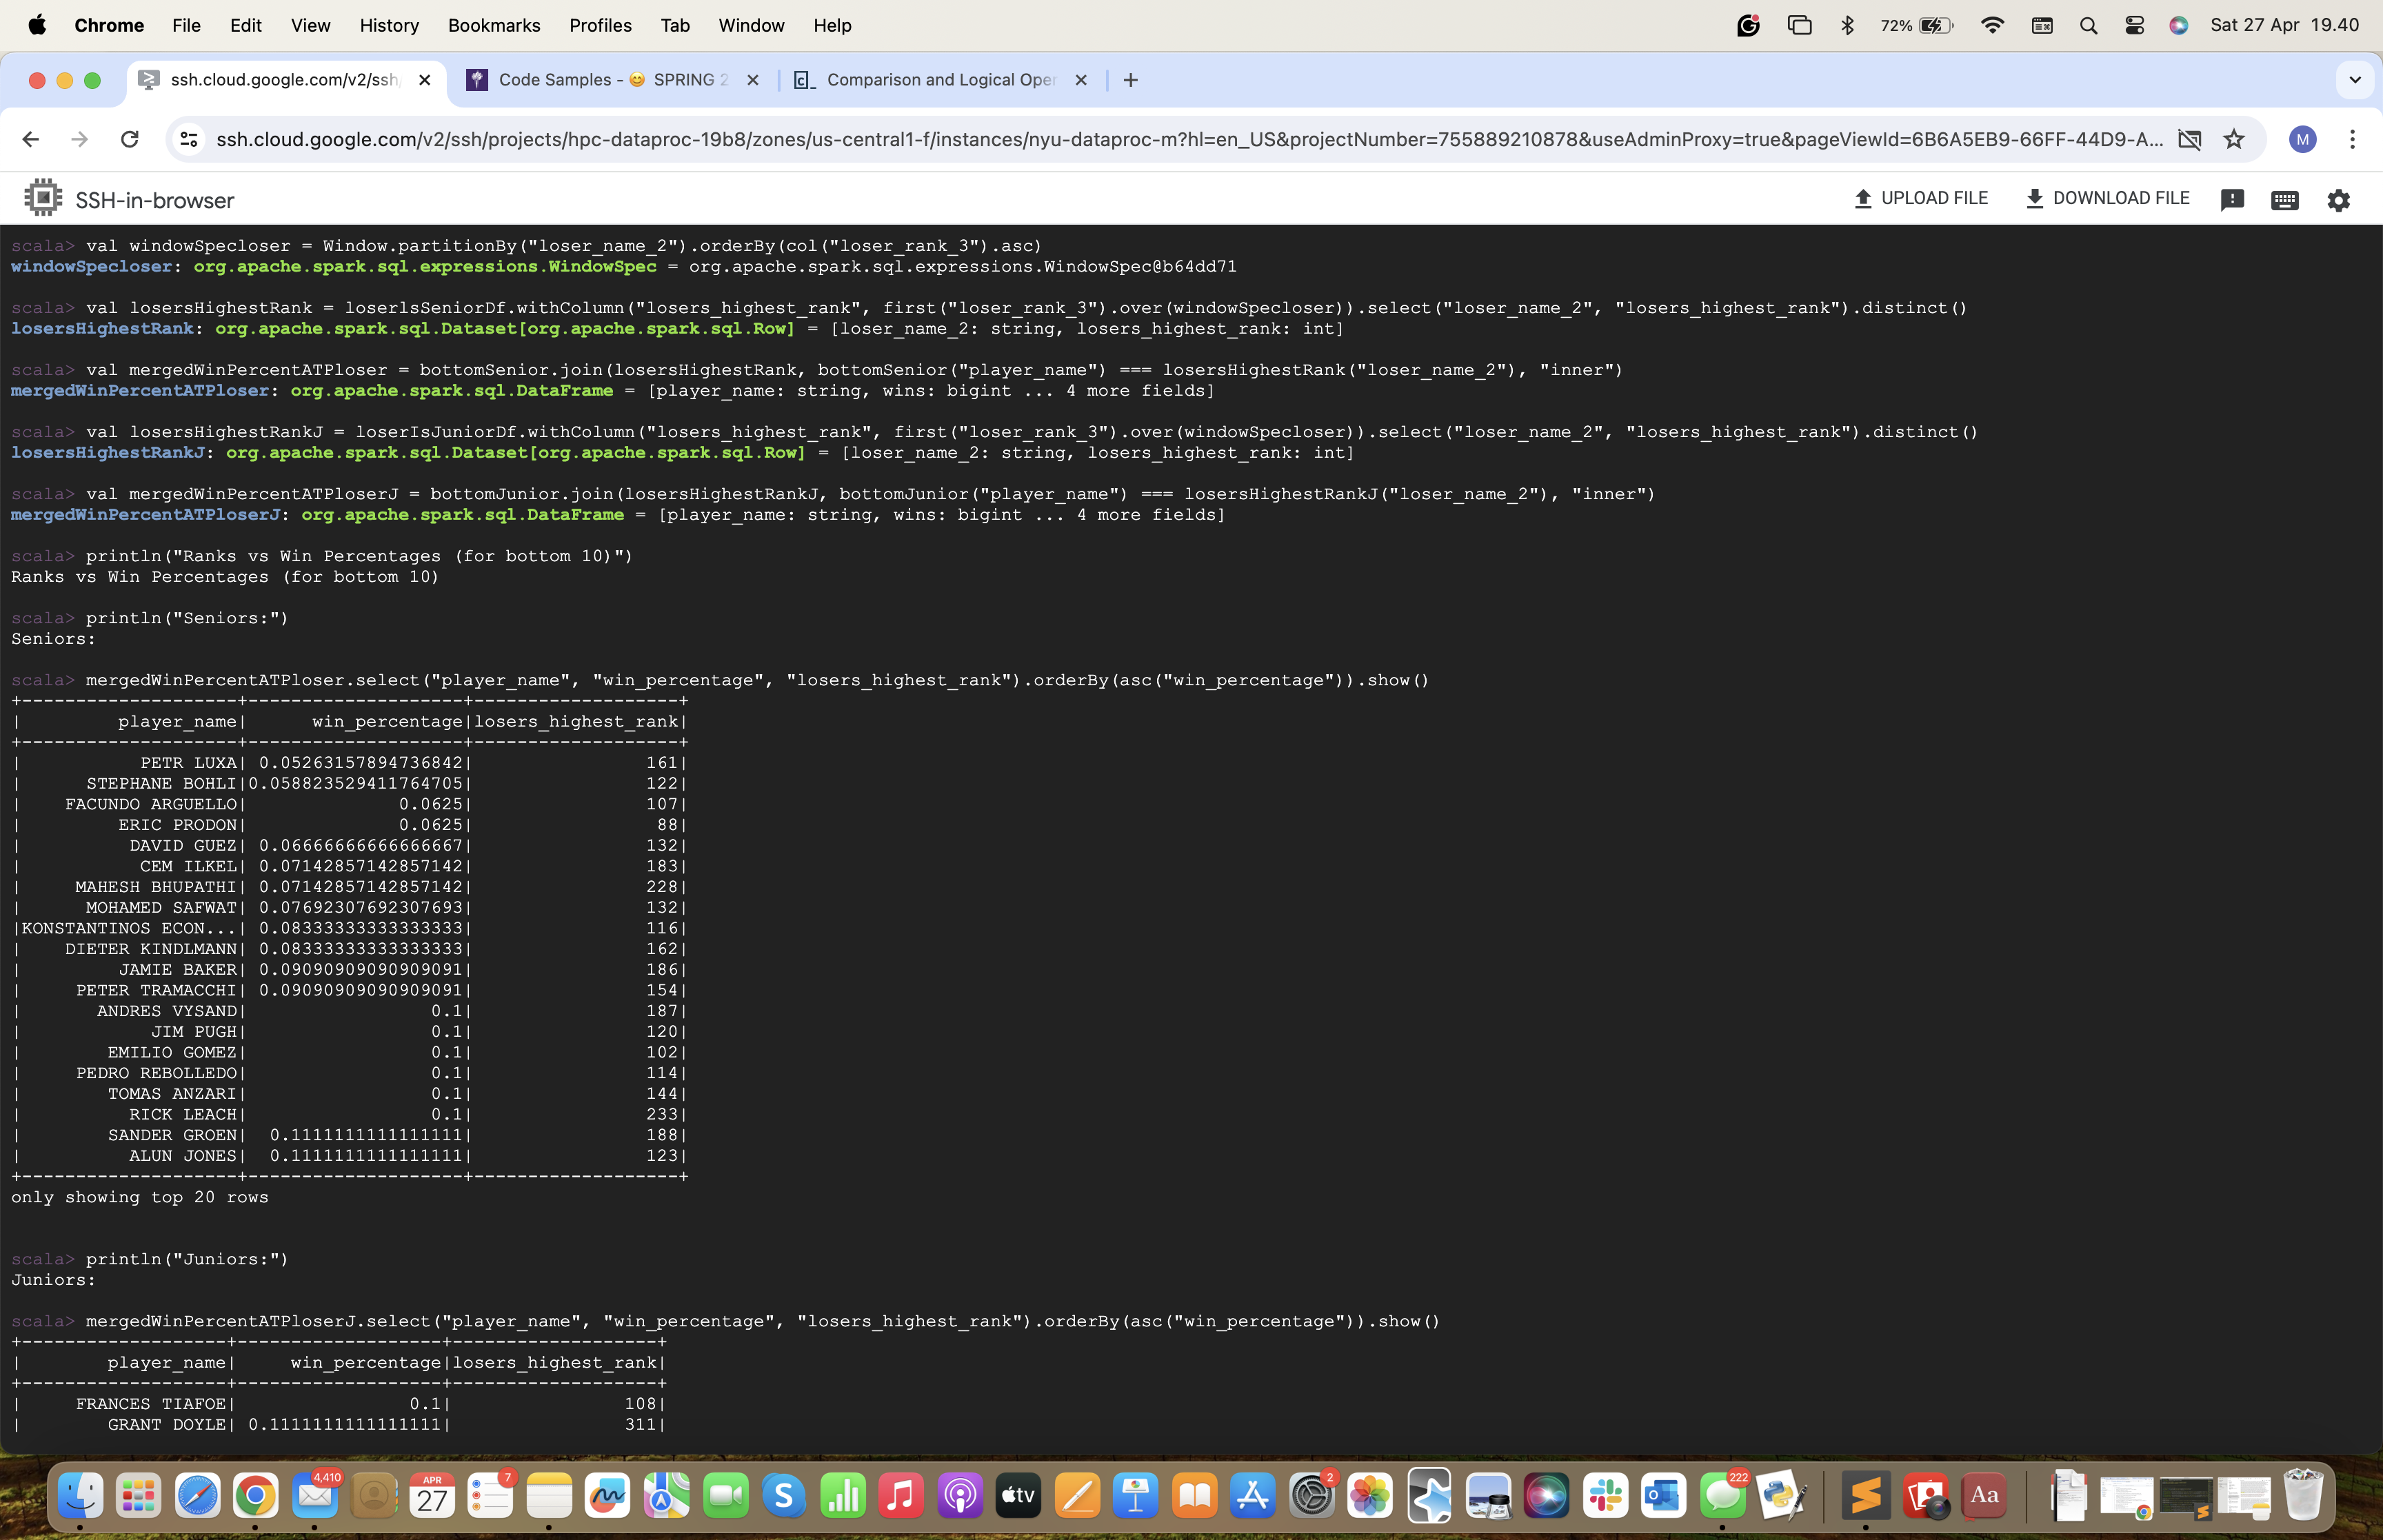 Chrome File Edit View History Bookmarks Profiles Tab Window Help 72% Sat 27 Apr 19.40
ssh.cloud.google.com/v2/ssh Code Samples - 😊 SPRING 2 Comparison and Logical Oper
ssh.cloud.google.com/v2/ssh/projects/hpc-dataproc-19b8/zones/us-central1-f/instances/nyu-dataproc-m?hl=en_US&projectNumber=755889210878&useAdminProxy=true&pageViewId=6B6A5EB9-66FF-44D9-A... M
SSH-in-browser UPLOAD FILE DOWNLOAD FILE
scala> val windowSpecloser = Window.partitionBy("loser_name_2").orderBy(col("loser_rank_3").asc)
windowSpecloser: org.apache.spark.sql.expressions.WindowSpec = org.apache.spark.sql.expressions.WindowSpec@b64dd71
scala> val losersHighestRank = loserIsSeniorDf.withColumn("losers_highest_rank", first("loser_rank_3").over(windowSpecloser)).select("loser_name_2", "losers_highest_rank").distinct()
losersHighestRank: org.apache.spark.sql.Dataset[org.apache.spark.sql.Row] = [loser_name_2: string, losers_highest_rank: int]
scala> val mergedWinPercentATPloser = bottomSenior.join(losersHighestRank, bottomSenior("player_name") === losersHighestRank("loser_name_2"), "inner")
mergedWinPercentATPloser: org.apache.spark.sql.DataFrame = [player_name: string, wins: bigint ... 4 more fields]
scala> val losersHighestRankJ = loserIsJuniorDf.withColumn("losers_highest_rank", first("loser_rank_3").over(windowSpecloser)).select("loser_name_2", "losers_highest_rank").distinct()
losersHighestRankJ: org.apache.spark.sql.Dataset[org.apache.spark.sql.Row] = [loser_name_2: string, losers_highest_rank: int]
scala> val mergedWinPercentATPloserJ = bottomJunior.join(losersHighestRankJ, bottomJunior("player_name") === losersHighestRankJ("loser_name_2"), "inner")
mergedWinPercentATPloserJ: org.apache.spark.sql.DataFrame = [player_name: string, wins: bigint ... 4 more fields]
scala> println("Ranks vs Win Percentages (for bottom 10)")
Ranks vs Win Percentages (for bottom 10)
scala> println("Seniors:")
Seniors:
scala> mergedWinPercentATPloser.select("player_name", "win_percentage", "losers_highest_rank").orderBy(asc("win_percentage")).show()
+--------------------+--------------------+-------------------+
| player_name| win_percentage|losers_highest_rank|
+--------------------+--------------------+-------------------+
| PETR LUXA| 0.05263157894736842| 161|
| STEPHANE BOHLI|0.058823529411764705| 122|
| FACUNDO ARGUELLO| 0.0625| 107|
| ERIC PRODON| 0.0625| 88|
| DAVID GUEZ| 0.06666666666666667| 132|
| CEM ILKEL| 0.07142857142857142| 183|
| MAHESH BHUPATHI| 0.07142857142857142| 228|
| MOHAMED SAFWAT| 0.07692307692307693| 132|
|KONSTANTINOS ECON...| 0.08333333333333333| 116|
| DIETER KINDLMANN| 0.08333333333333333| 162|
| JAMIE BAKER| 0.09090909090909091| 186|
| PETER TRAMACCHI| 0.09090909090909091| 154|
| ANDRES VYSAND| 0.1| 187|
| JIM PUGH| 0.1| 120|
| EMILIO GOMEZ| 0.1| 102|
| PEDRO REBOLLEDO| 0.1| 114|
| TOMAS ANZARI| 0.1| 144|
| RICK LEACH| 0.1| 233|
| SANDER GROEN| 0.1111111111111111| 188|
| ALUN JONES| 0.1111111111111111| 123|
+--------------------+--------------------+-------------------+
only showing top 20 rows
scala> println("Juniors:")
Juniors:
scala> mergedWinPercentATPloserJ.select("player_name", "win_percentage", "losers_highest_rank").orderBy(asc("win_percentage")).show()
+-------------------+-------------------+-------------------+
| player_name| win_percentage|losers_highest_rank|
+-------------------+-------------------+-------------------+
| FRANCES TIAFOE| 0.1| 108|
| GRANT DOYLE| 0.1111111111111111| 311|
4,410 APR 27 7 tv 2 222 Aa